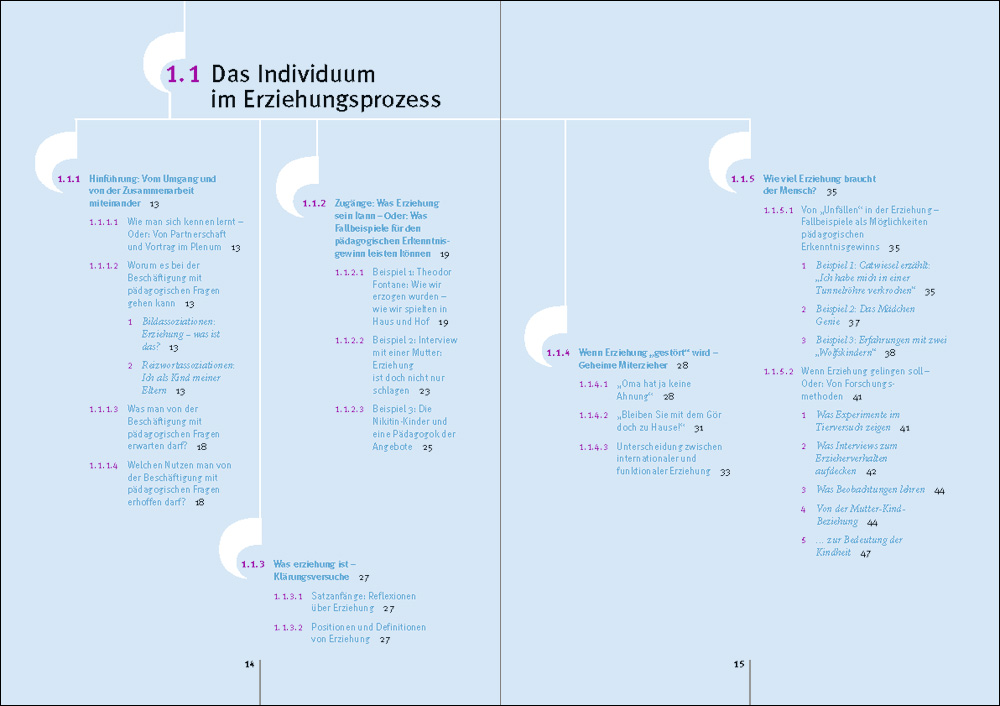 1.1 Das Individuum
im Erziehungsprozess
1.1.1 Hinführung: Vom Umgang und
von der Zusammenarbeit
miteinander 13
1.1.1.1 Wie man sich kennen lernt –
Oder: Von Partnerschaft
und Vortrag im Plenum 13
1.1.1.2 Worum es bei der
Beschäftigung mit
pädagogischen Fragen
gehen kann 13
1 Bildassoziationen:
Erziehung – was ist
das? 13
2 Reizwortassoziationen:
Ich als Kind meiner
Eltern 13
1.1.1.3 Was man von der
Beschäftigung mit
pädagogischen Fragen
erwarten darf? 18
1.1.1.4 Welchen Nutzen man von
der Beschäftigung mit
pädagogischen Fragen
erhoffen darf? 18
1.1.2 Zugänge: Was Erziehung
sein kann – Oder: Was
Fallbeispiele für den
pädagogischen Erkenntnis-
gewinn leisten können 19
1.1.2.1 Beispiel 1: Theodor
Fontane: Wie wir
erzogen wurden –
wie wir spielten in
Haus und Hof 19
1.1.2.2 Beispiel 2: Interview
mit einer Mutter:
Erziehung
ist doch nicht nur
schlagen 23
1.1.2.3 Beispiel 3: Die
Nikitin-Kinder und
eine Pädagogok der
Angebote 25
1.1.3 Was erziehung ist –
Klärungsversuche 27
1.1.3.1 Satzanfänge: Reflexionen
über Erziehung 27
1.1.3.2 Positionen und Definitionen
von Erziehung 27
14
1.1.4 Wenn Erziehung „gestört“ wird –
Geheime Miterzieher 28
1.1.4.1 „Oma hat ja keine
Ahnung“ 28
1.1.4.2 „Bleiben Sie mit dem Gör
doch zu Hause!“ 31
1.1.4.3 Unterscheidung zwischen
internationaler und
funktionaler Erziehung 33
1.1.5 Wie viel Erziehung braucht
der Mensch? 35
1.1.5.1 Von „Unfällen“ in der Erziehung –
Fallbeispiele als Möglichkeiten
pädagogischen
Erkenntnisgewinns 35
1 Beispiel 1: Catwiesel erzählt:
„Ich habe mich in einer
Tunnelröhre verkrochen“ 35
2 Beispiel 2: Das Mädchen
Genie 37
3 Beispiel 3: Erfahrungen mit zwei
„Wolfskindern“ 38
1.1.5.2 Wenn Erziehung gelingen soll –
Oder: Von Forschungs-
methoden 41
1 Was Experimente im
Tierversuch zeigen 41
2 Was Interviews zum
Erzieherverhalten
aufdecken 42
3 Was Beobachtungen lehren 44
4 Von der Mutter-Kind-
Beziehung 44
5 ... zur Bedeutung der
Kindheit 47
15